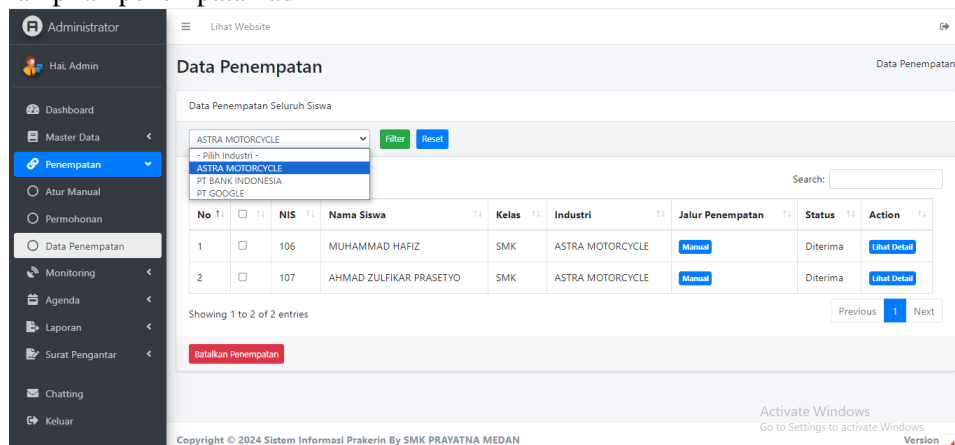 Administrator
Lihat Website
Hai, Admin
Data Penempatan
Data Penempatan
Dashboard
Master Data
Penempatan
Atur Manual
Permohonan
Data Penempatan
Monitoring
Agenda
Laporan
Surat Pengantar
Chatting
Keluar
Data Penempatan Seluruh Siswa
ASTRA MOTORCYCLE Filter Reset
- Pilih Industri -
ASTRA MOTORCYCLE
PT BANK INDONESIA
PT GOOGLE
Search:
No NIS Nama Siswa Kelas Industri Jalur Penempatan Status Action
1 106 MUHAMMAD HAFIZ SMK ASTRA MOTORCYCLE Manual Diterima Lihat Detail
2 107 AHMAD ZULFIKAR PRASETYO SMK ASTRA MOTORCYCLE Manual Diterima Lihat Detail
Showing 1 to 2 of 2 entries
Previous 1 Next
Batalkan Penempatan
Activate Windows
Go to Settings to activate Windows.
Copyright © 2024 Sistem Informasi Prakerin By SMK PRAYATNA MEDAN
Version